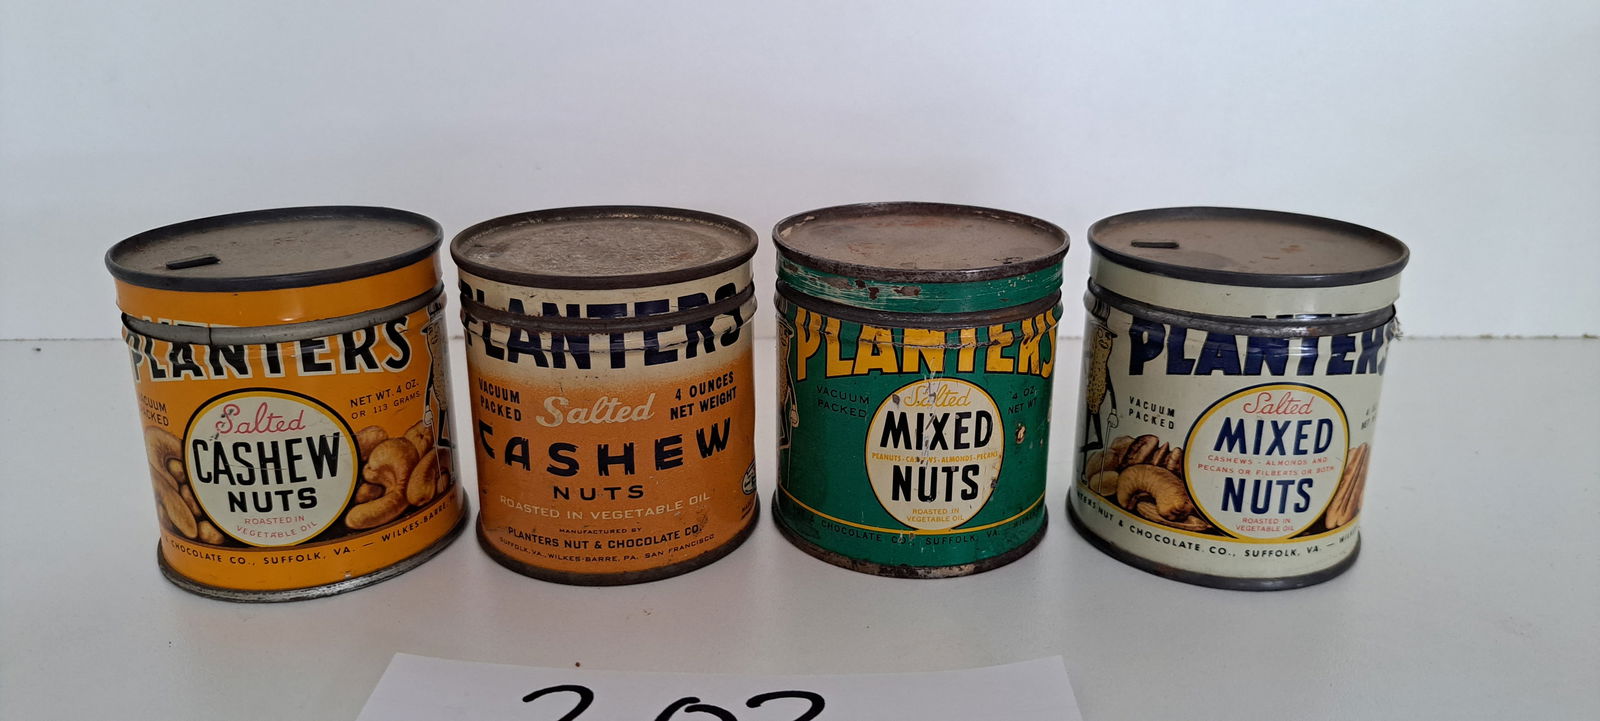 PLANTERS
VACUUM
PACKED
NET WT. 4 OZ.
OR 113 GRAMS
Salted
CASHEW
NUTS
ROASTED IN
VEGETABLE OIL
CHOCOLATE CO., SUFFOLK, VA. — WILKES-BARRE
PLANTERS
VACUUM
PACKED
4 OUNCES
NET WEIGHT
Salted
CASHEW
NUTS
ROASTED IN VEGETABLE OIL
MANUFACTURED BY
PLANTERS NUT & CHOCOLATE CO.
SUFFOLK, VA., WILKES-BARRE, PA. SAN FRANCISCO
PLANTERS
VACUUM
PACKED
4 OZ.
NET WT.
Salted
MIXED
PEANUTS - CASHEWS - ALMONDS - PECANS
NUTS
ROASTED IN
VEGETABLE OIL
CHOCOLATE CO., SUFFOLK, VA.
PLANTERS
VACUUM
PACKED
Salted
MIXED
CASHEWS - ALMONDS AND
PECANS OR FILBERTS OR BOTH
NUTS
ROASTED IN
VEGETABLE OIL
NUT & CHOCOLATE CO., SUFFOLK, VA. —